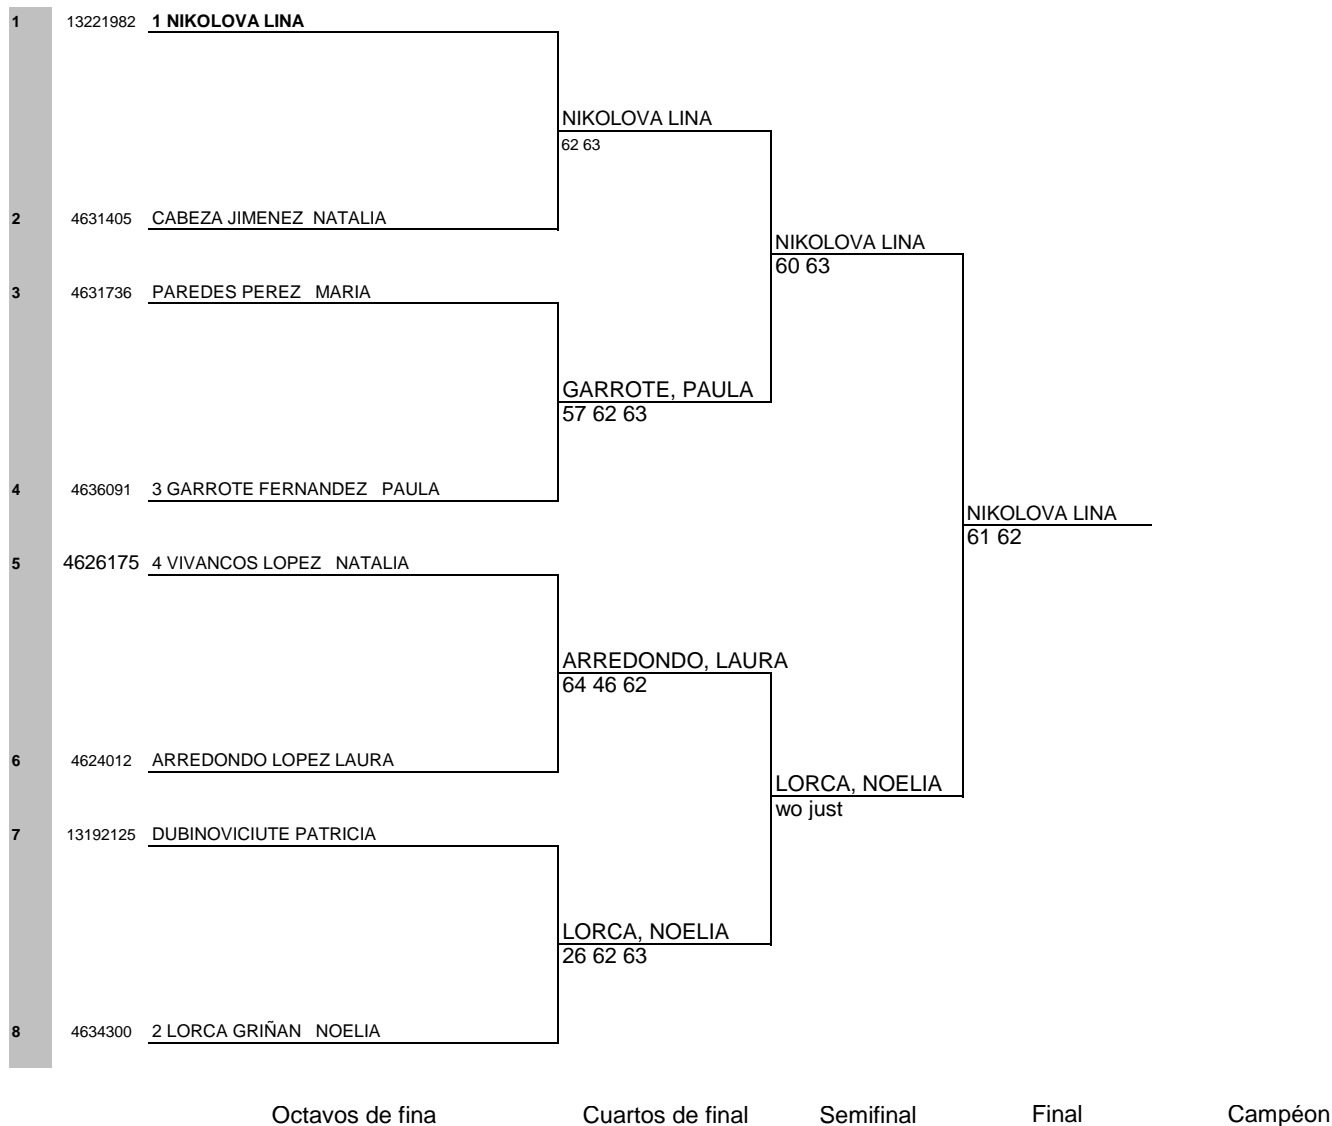 1 13221982 1 NIKOLOVA LINA
NIKOLOVA LINA
62 63
2 4631405 CABEZA JIMENEZ NATALIA
NIKOLOVA LINA
60 63
3 4631736 PAREDES PEREZ MARIA
GARROTE, PAULA
57 62 63
4 4636091 3 GARROTE FERNANDEZ PAULA
NIKOLOVA LINA
61 62
5 4626175 4 VIVANCOS LOPEZ NATALIA
ARREDONDO, LAURA
64 46 62
6 4624012 ARREDONDO LOPEZ LAURA
LORCA, NOELIA
wo just
7 13192125 DUBINOVICIUTE PATRICIA
LORCA, NOELIA
26 62 63
8 4634300 2 LORCA GRIÑAN NOELIA
Octavos de fina Cuartos de final Semifinal Final Campéon